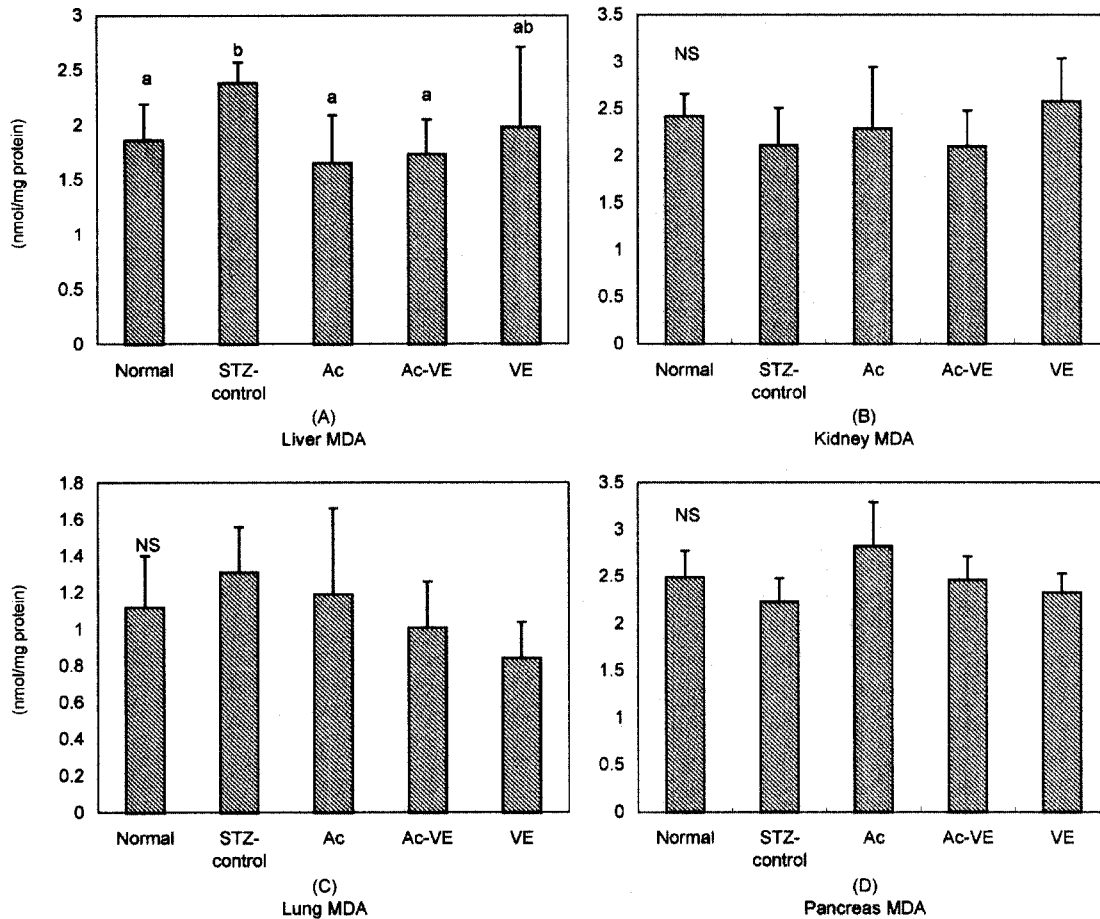 3
2.5
2
1.5
1
0.5
0
(nmol/mg protein)
a
b
a
a
ab
Normal
STZ-
control
Ac
Ac-VE
VE
(A)
Liver MDA
3.5
3
2.5
2
1.5
1
0.5
0
NS
Normal
STZ-
control
Ac
Ac-VE
VE
(B)
Kidney MDA
1.8
1.6
1.4
1.2
1
0.8
0.6
0.4
0.2
0
(nmol/mg protein)
NS
Normal
STZ-
control
Ac
Ac-VE
VE
(C)
Lung MDA
3.5
3
2.5
2
1.5
1
0.5
0
NS
Normal
STZ-
control
Ac
Ac-VE
VE
(D)
Pancreas MDA